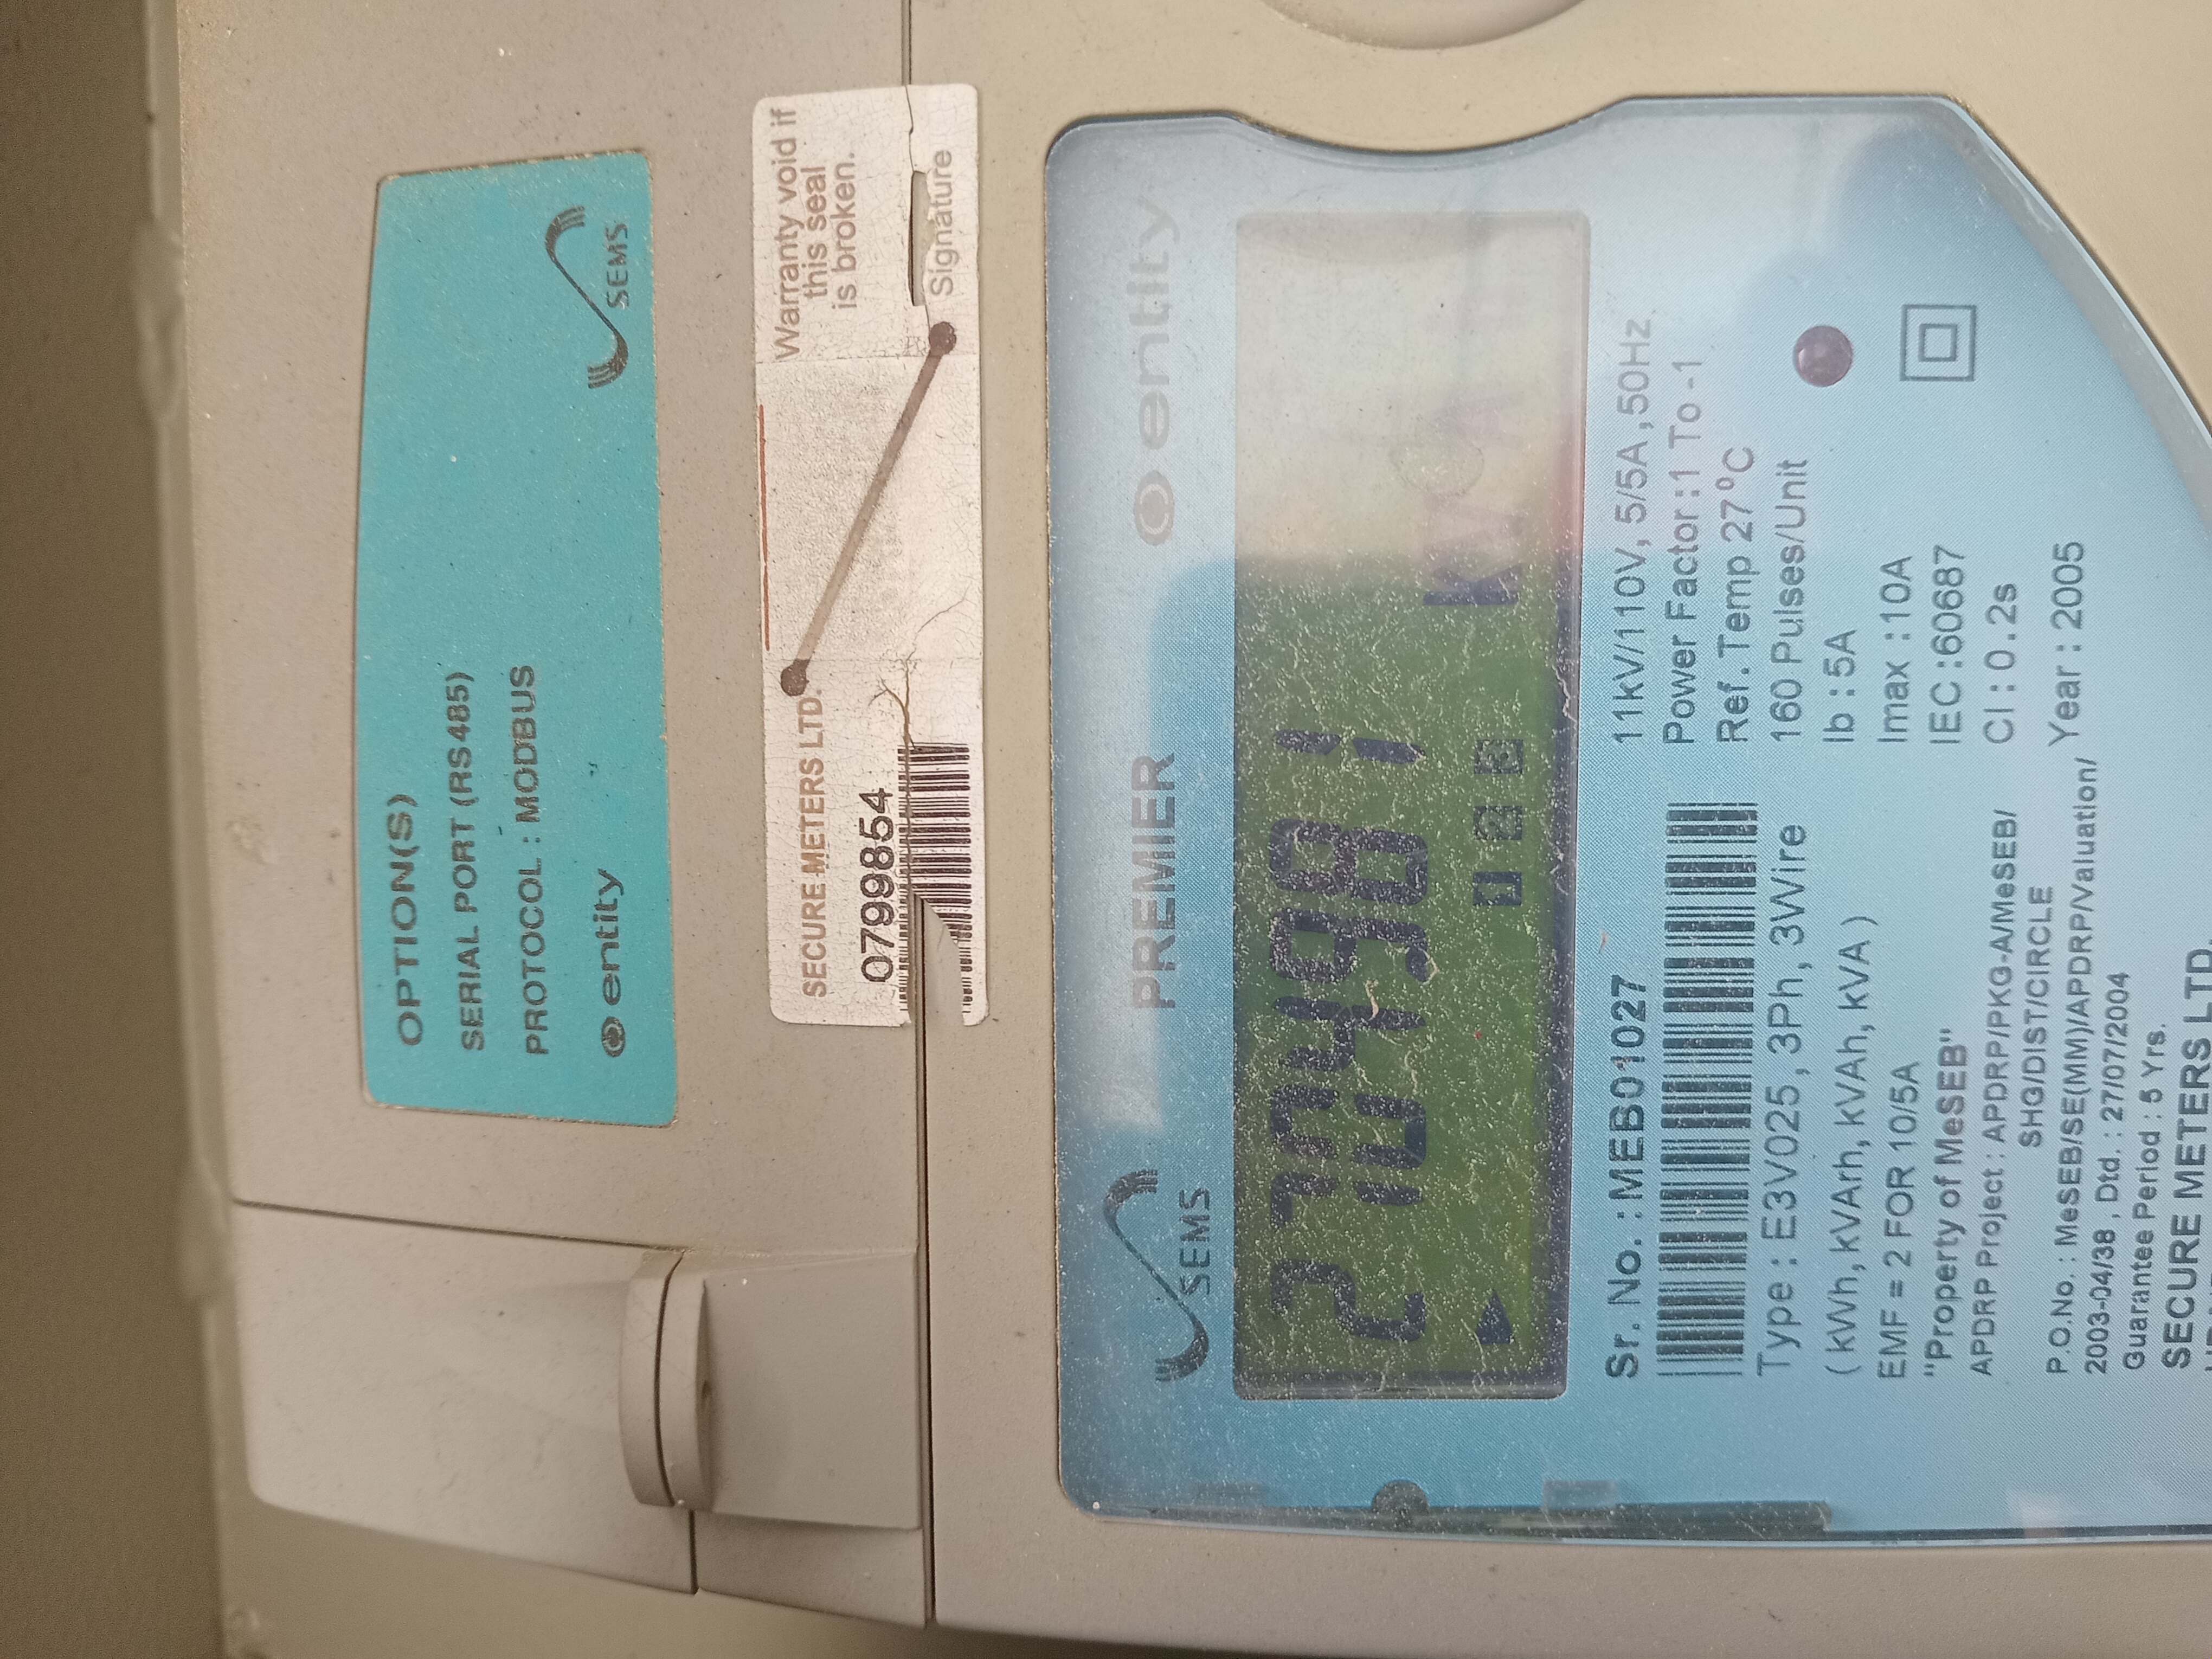 OPTION(S)
SERIAL PORT (RS485)
PROTOCOL : MODBUS
entity
SEMS
SECURE METERS LTD.
0799854
Warranty void if
this seal
is broken.
Signature
SEMS
PREMIER
entity
1 2 3
Sr. No. : MEB01027
Type : E3V025, 3Ph, 3Wire
(kWh, kVArh, kVAh, kVA)
EMF = 2 FOR 10/5A
"Property of MeSEB"
APDRP Project : APDRP/PKG-A/MeSEB/
SHG/DIST/CIRCLE
P.O.No. : MeSEB/SE(MM)/APDRP/Valuation/
2003-04/38 , Dtd. : 27/07/2004
Guarantee Period : 5 Yrs.
SECURE METERS LTD.
11kV/110V, 5/5A ,50Hz
Power Factor :1 To -1
Ref. Temp 27°C
160 Pulses/Unit
Ib : 5A
Imax :10A
IEC :60687
Cl : 0.2s
Year : 2005